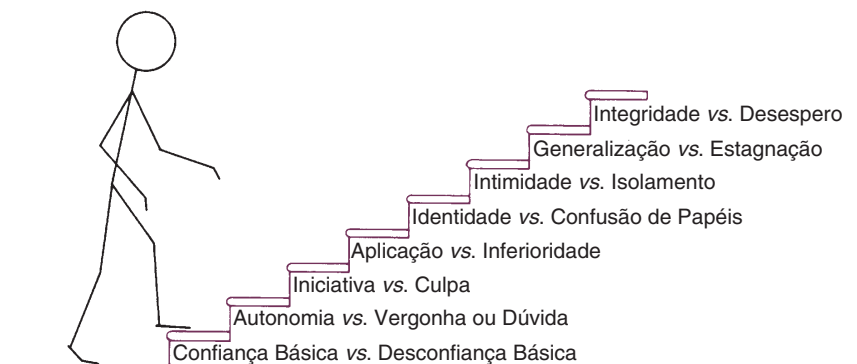 Integridade vs. Desespero
Generalização vs. Estagnação
Intimidade vs. Isolamento
Identidade vs. Confusão de Papéis
Aplicação vs. Inferioridade
Iniciativa vs. Culpa
Autonomia vs. Vergonha ou Dúvida
Confiança Básica vs. Desconfiança Básica